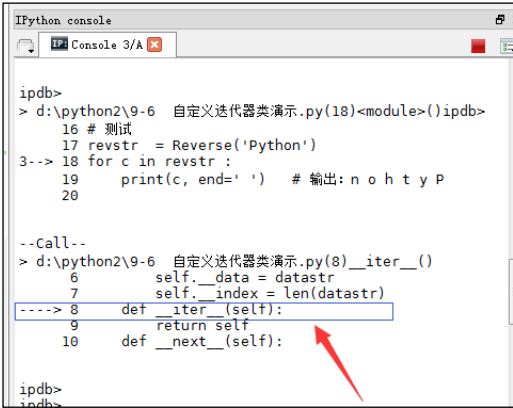 IPython console
IP: Console 3/A
ipdb>
> d:\python2\9-6  自定义迭代器类演示.py(18)<module>()ipdb>
     16 # 测试
     17 revstr  = Reverse('Python')
3--> 18 for c in revstr :
     19     print(c, end=' ')   # 输出：n o h t y P
     20
--Call--
> d:\python2\9-6  自定义迭代器类演示.py(8)__iter__()
      6         self.__data = datastr
      7         self.__index = len(datastr)
----> 8     def __iter__(self):
      9         return self
     10     def __next__(self):
ipdb>
ipdb>